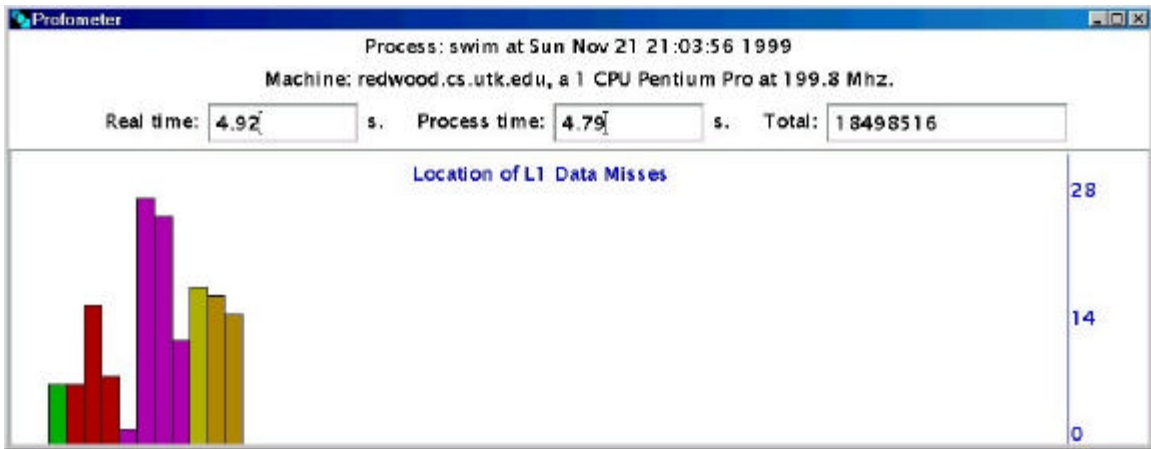 Profometer
Process: swim at Sun Nov 21 21:03:56 1999
Machine: redwood.cs.utk.edu, a 1 CPU Pentium Pro at 199.8 Mhz.
Real time: 4.92 s. Process time: 4.79 s. Total: 18498516
Location of L1 Data Misses
28
14
0